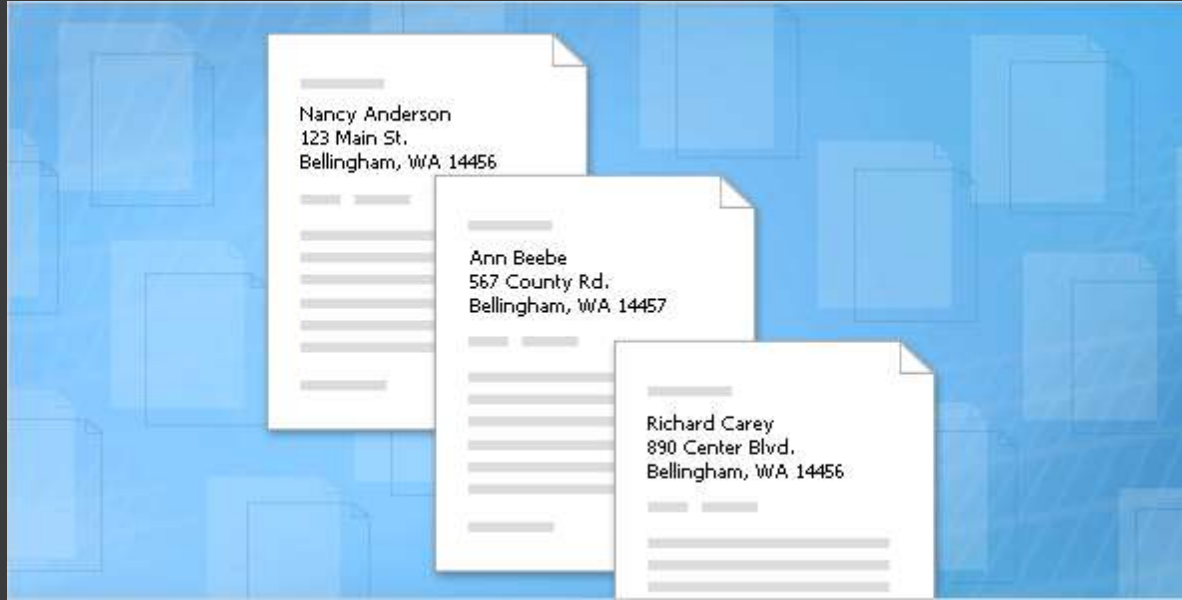 Nancy Anderson
123 Main St.
Bellingham, WA 14456
Ann Beebe
567 County Rd.
Bellingham, WA 14457
Richard Carey
890 Center Blvd.
Bellingham, WA 14456